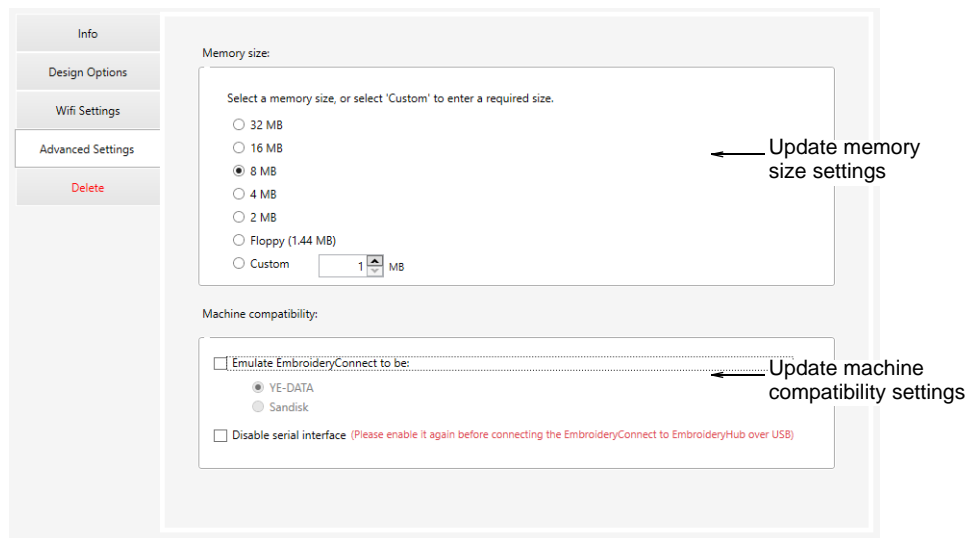 Info
Design Options
Wifi Settings
Advanced Settings
Delete
Memory size:
Select a memory size, or select 'Custom' to enter a required size.
32 MB
16 MB
8 MB
4 MB
2 MB
Floppy (1.44 MB)
Custom 1 MB
Update memory
size settings
Machine compatibility:
Emulate EmbroideryConnect to be:
YE-DATA
Sandisk
Disable serial interface (Please enable it again before connecting the EmbroideryConnect to EmbroideryHub over USB)
Update machine
compatibility settings